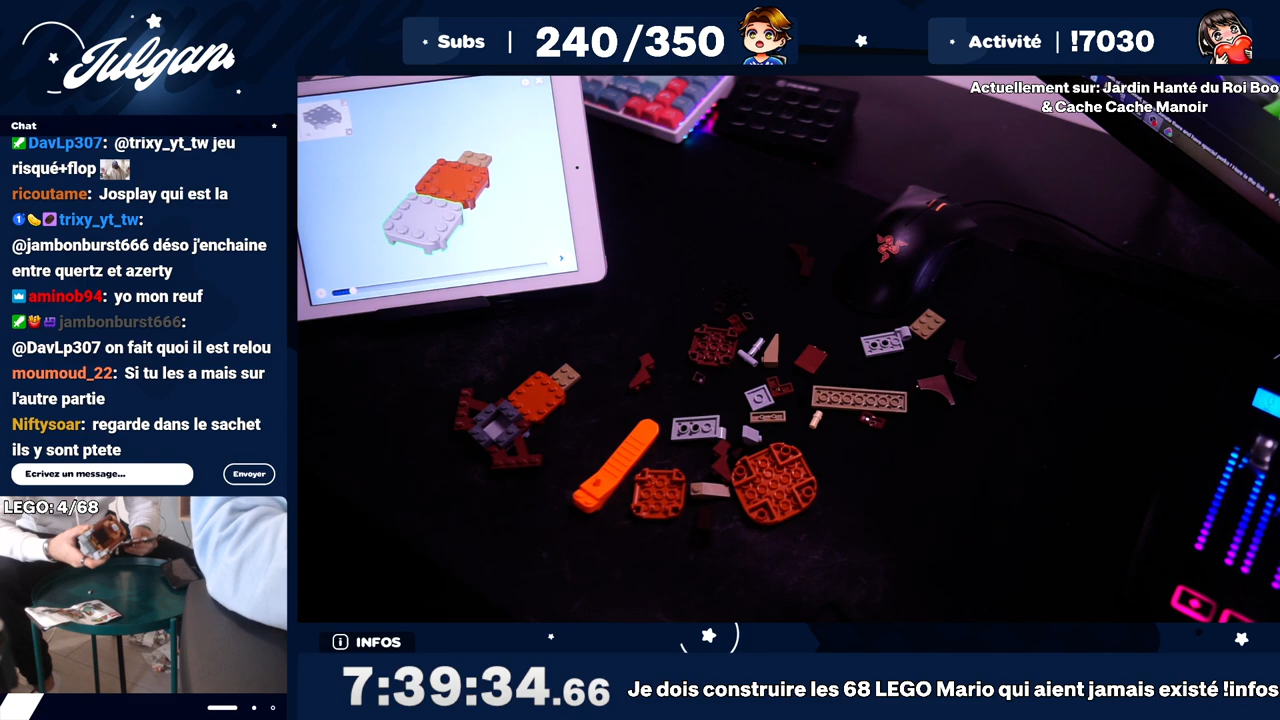 Julgane
Subs | 240/350
Activité | !7030
Actuellement sur: Jardin Hanté du Roi Boo
& Cache Cache Manoir
Chat
DavLp307: @trixy_yt_tw jeu
risqué+flop
ricoutame: Josplay qui est la
trixy_yt_tw:
@jambonburst666 déso j'enchaine
entre quertz et azerty
aminob94: yo mon reuf
jambonburst666:
@DavLp307 on fait quoi il est relou
moumoud_22: Si tu les a mais sur
l'autre partie
Niftysoar: regarde dans le sachet
ils y sont ptete
Ecrivez un message...
Envoyer
LEGO: 4/68
INFOS
7:39:34.66
Je dois construire les 68 LEGO Mario qui aient jamais existé !infos